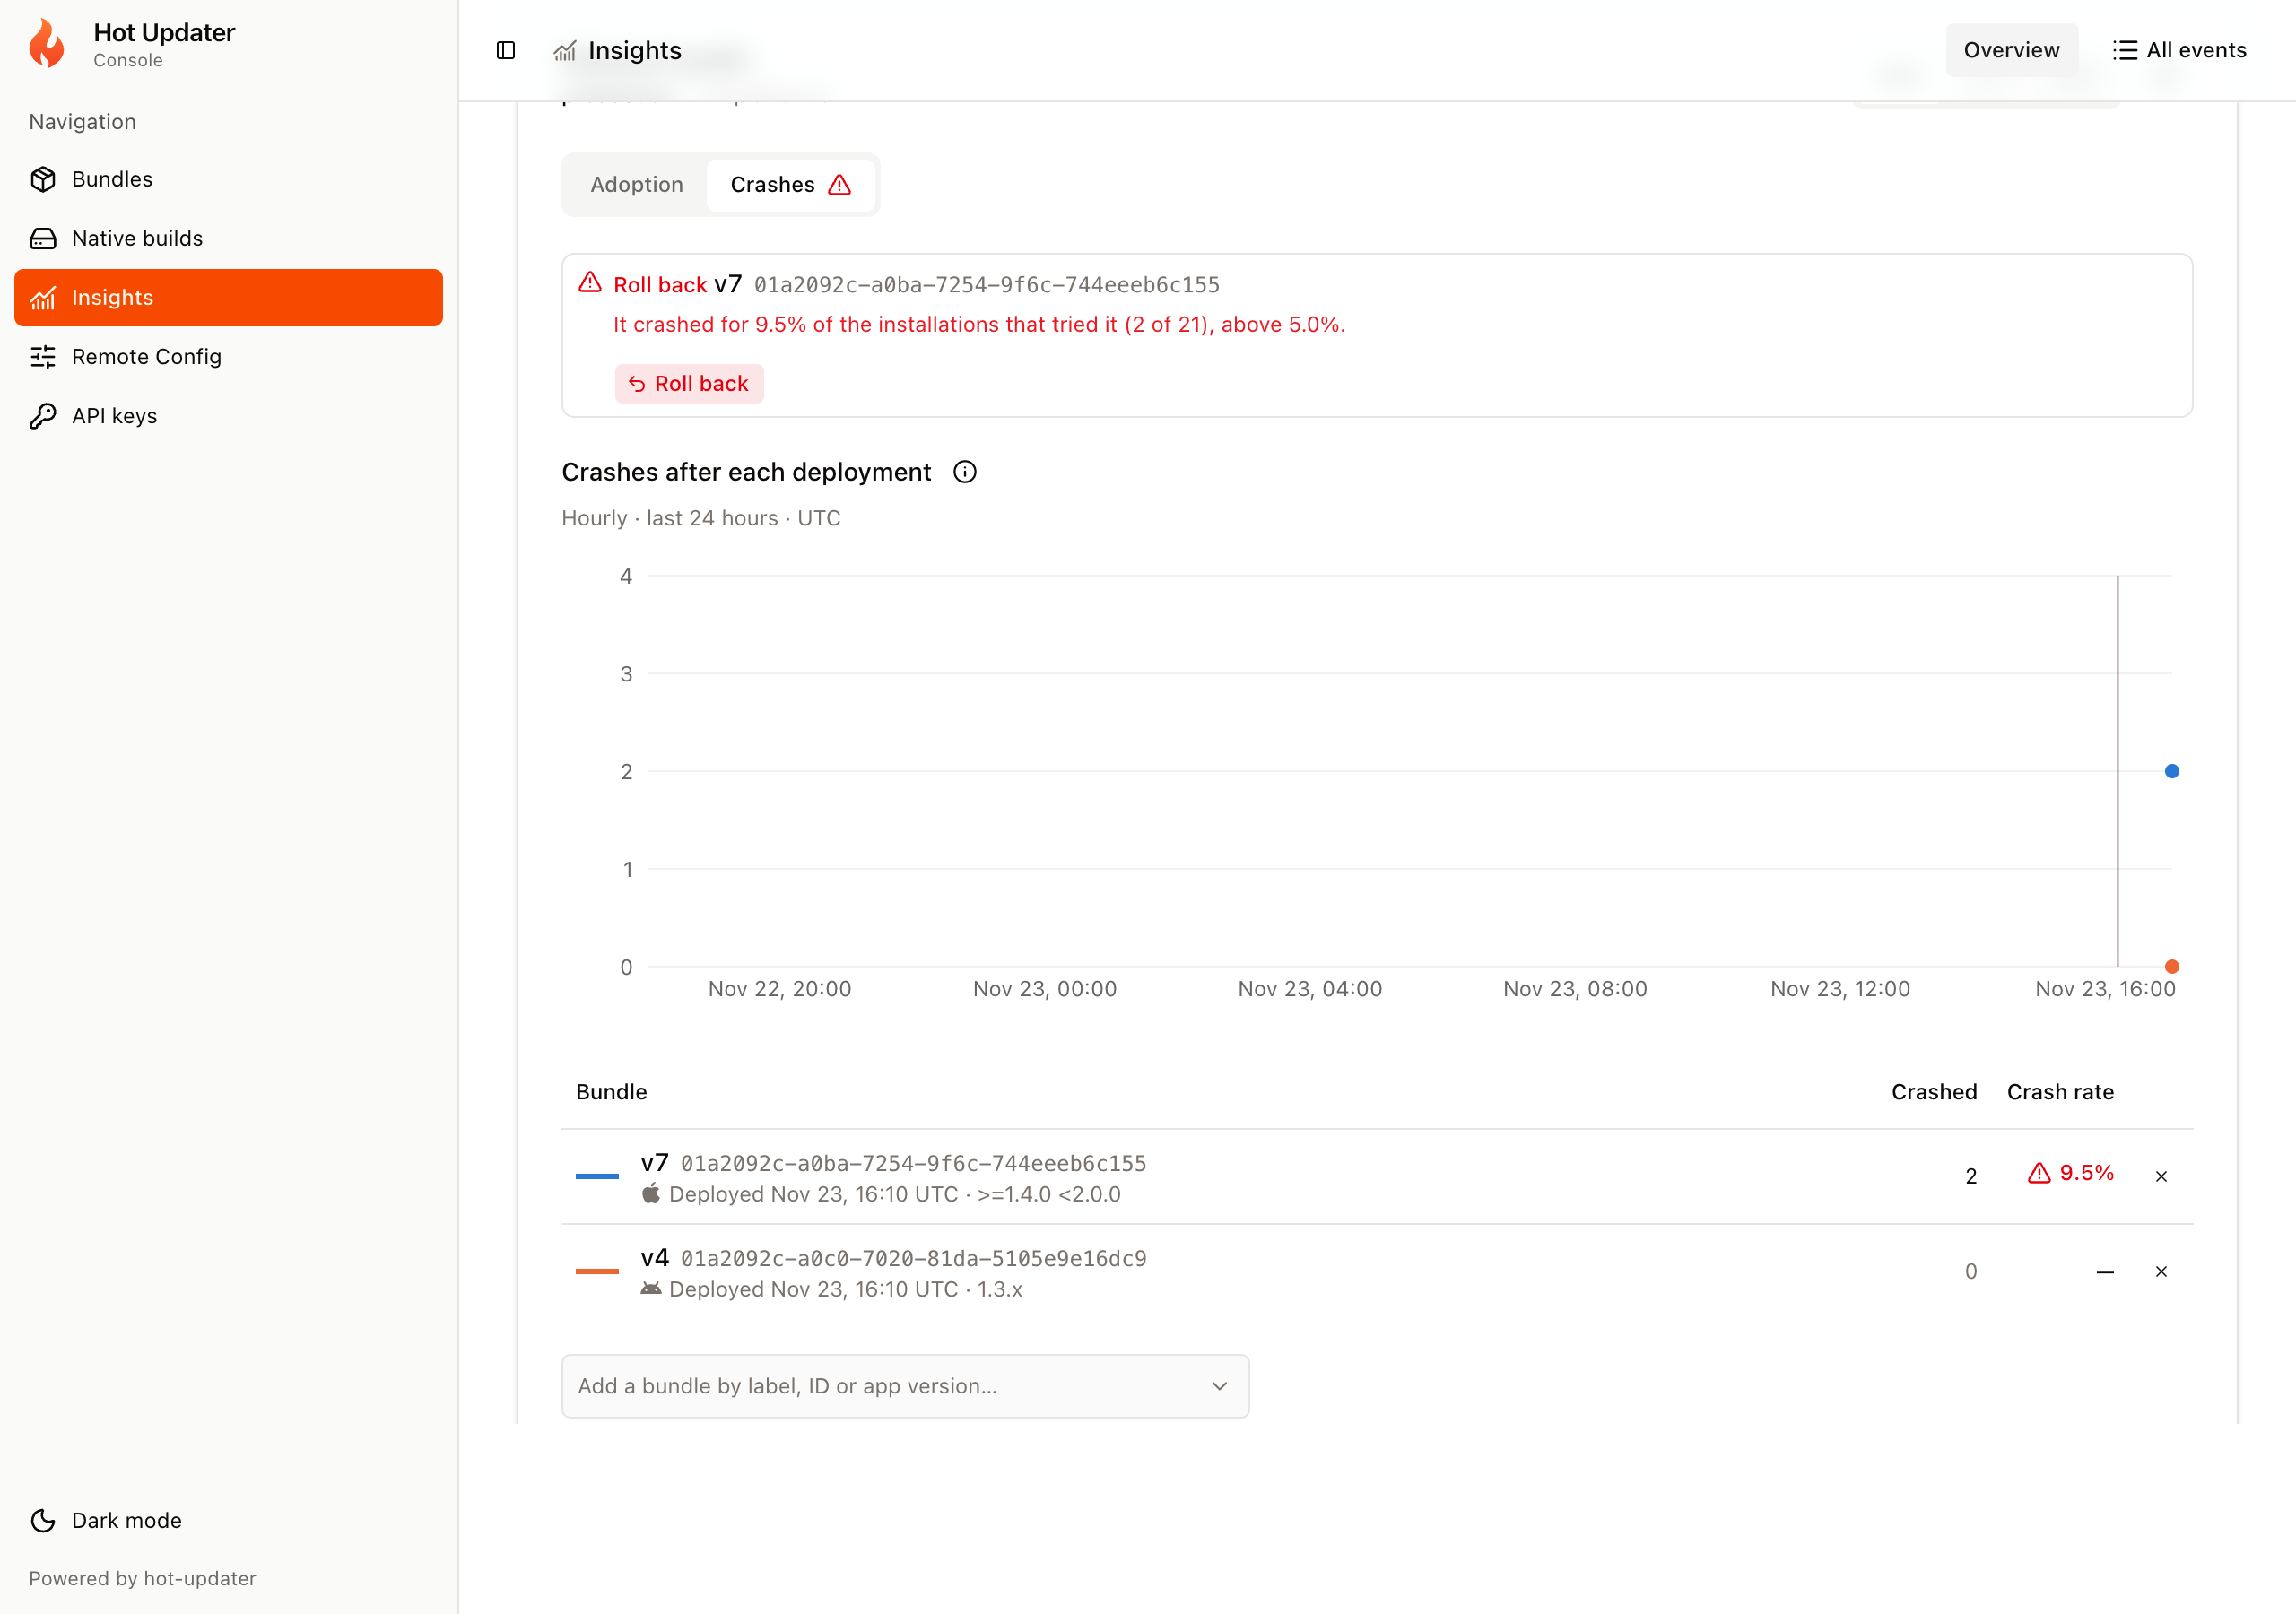 Hot Updater
Console
Navigation
Bundles
Native builds
Insights
Remote Config
API keys
Dark mode
Powered by hot-updater
Insights
Overview
All events
Adoption
Crashes
Roll back v7 01a2092c-a0ba-7254-9f6c-744eeeb6c155
It crashed for 9.5% of the installations that tried it (2 of 21), above 5.0%.
Roll back
Crashes after each deployment
Hourly · last 24 hours · UTC
4
3
2
1
0
Nov 22, 20:00
Nov 23, 00:00
Nov 23, 04:00
Nov 23, 08:00
Nov 23, 12:00
Nov 23, 16:00
Bundle Crashed Crash rate
v7 01a2092c-a0ba-7254-9f6c-744eeeb6c155
Deployed Nov 23, 16:10 UTC · >=1.4.0 <2.0.0
2 9.5% ×
v4 01a2092c-a0c0-7020-81da-5105e9e16dc9
Deployed Nov 23, 16:10 UTC · 1.3.x
0 — ×
Add a bundle by label, ID or app version...